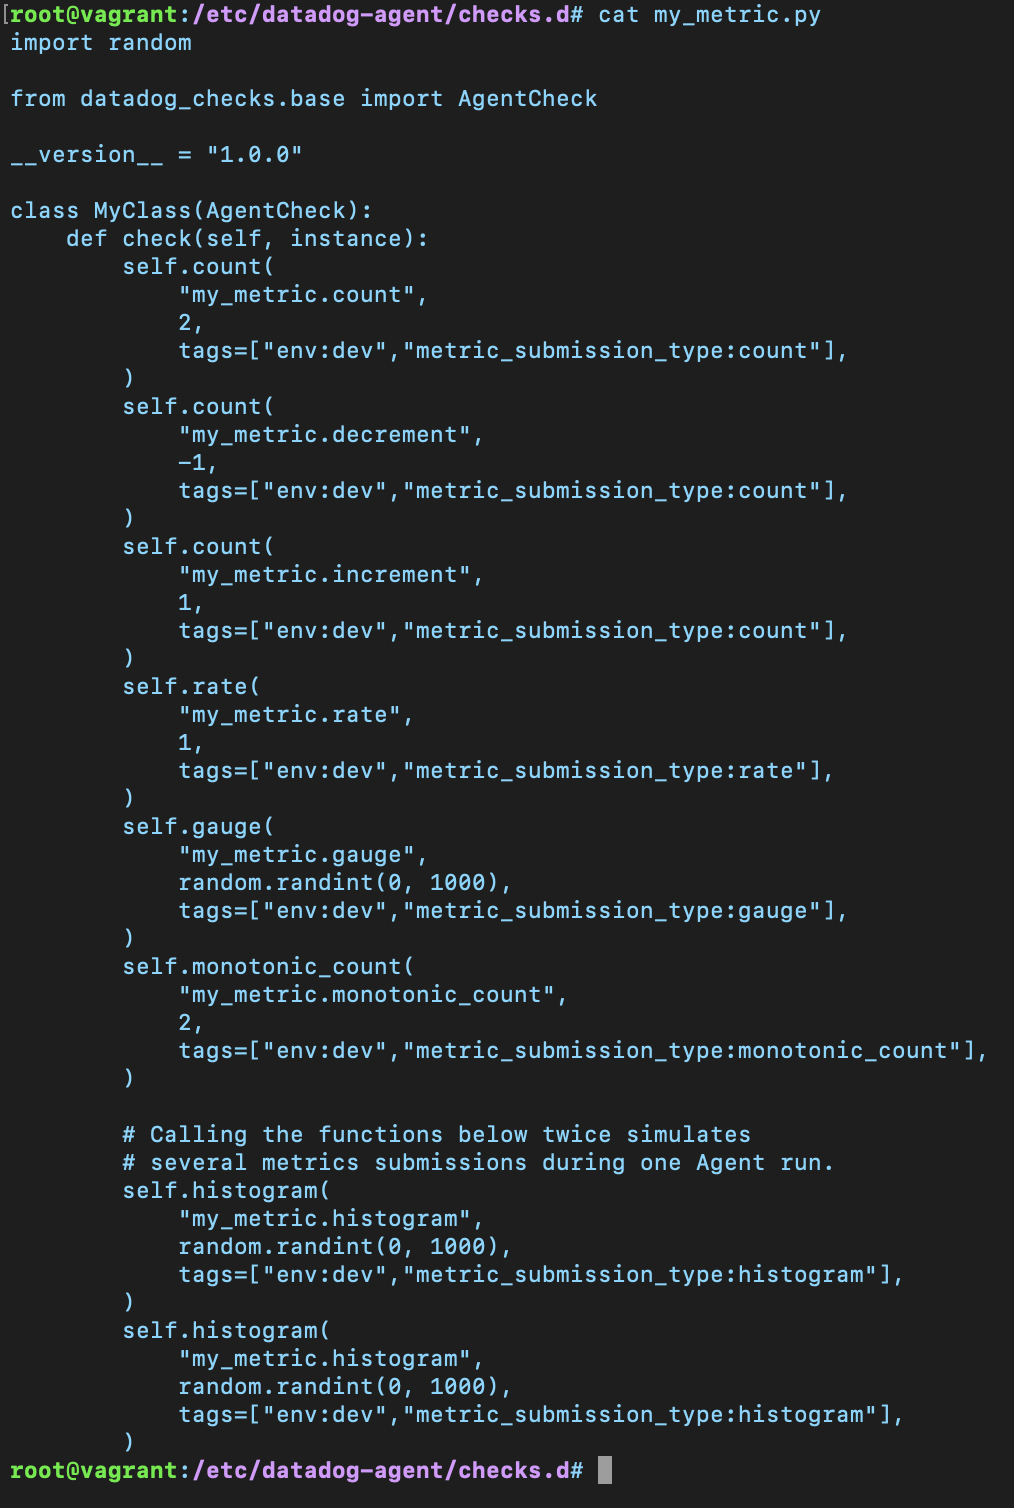 [root@vagrant:/etc/datadog-agent/checks.d# cat my_metric.py
import random

from datadog_checks.base import AgentCheck

__version__ = "1.0.0"

class MyClass(AgentCheck):
    def check(self, instance):
        self.count(
            "my_metric.count",
            2,
            tags=["env:dev","metric_submission_type:count"],
        )
        self.count(
            "my_metric.decrement",
            -1,
            tags=["env:dev","metric_submission_type:count"],
        )
        self.count(
            "my_metric.increment",
            1,
            tags=["env:dev","metric_submission_type:count"],
        )
        self.rate(
            "my_metric.rate",
            1,
            tags=["env:dev","metric_submission_type:rate"],
        )
        self.gauge(
            "my_metric.gauge",
            random.randint(0, 1000),
            tags=["env:dev","metric_submission_type:gauge"],
        )
        self.monotonic_count(
            "my_metric.monotonic_count",
            2,
            tags=["env:dev","metric_submission_type:monotonic_count"],
        )

        # Calling the functions below twice simulates
        # several metrics submissions during one Agent run.
        self.histogram(
            "my_metric.histogram",
            random.randint(0, 1000),
            tags=["env:dev","metric_submission_type:histogram"],
        )
        self.histogram(
            "my_metric.histogram",
            random.randint(0, 1000),
            tags=["env:dev","metric_submission_type:histogram"],
        )
root@vagrant:/etc/datadog-agent/checks.d#